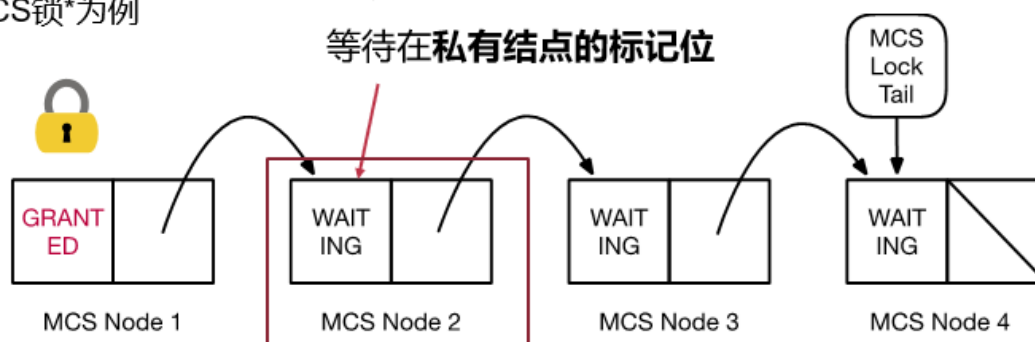 CS锁*为例
等待在私有结点的标记位
MCS
Lock
Tail
GRANT
ED
WAIT
ING
WAIT
ING
WAIT
ING
MCS Node 1
MCS Node 2
MCS Node 3
MCS Node 4